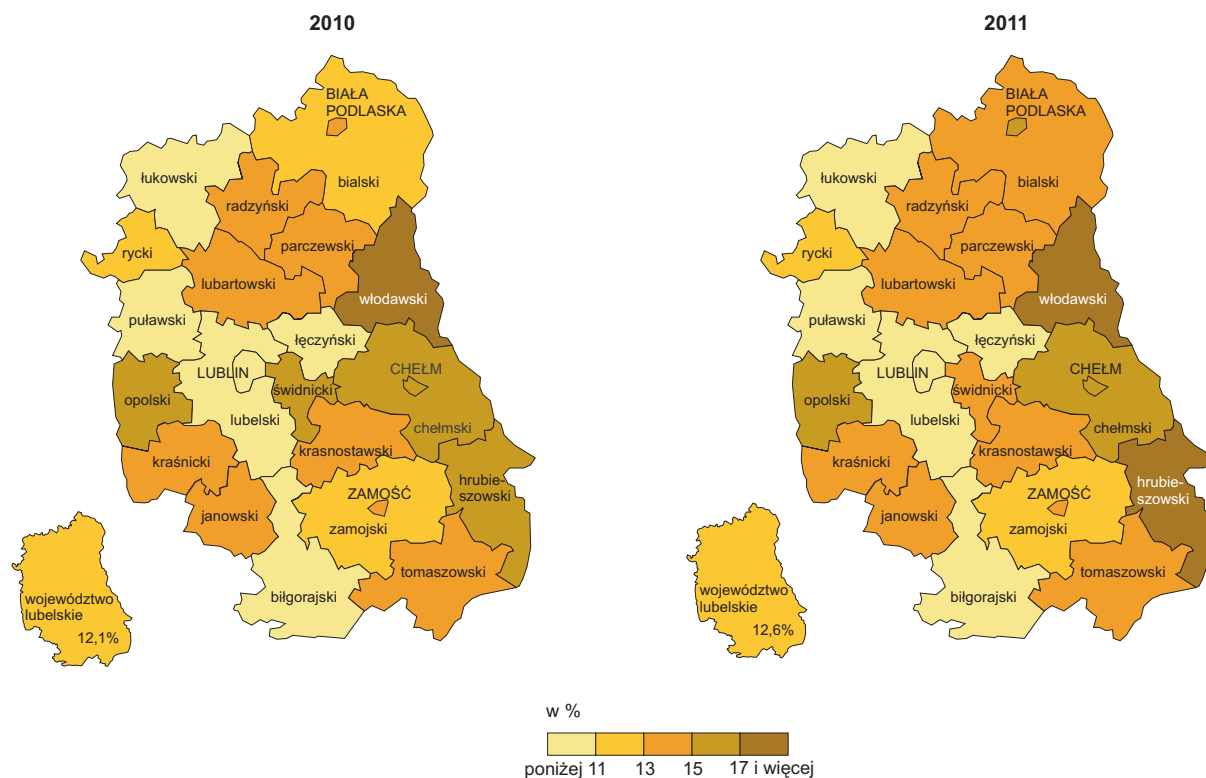 2010
BIAŁA
PODLASKA
łukowski
bialski
radzyński
rycki
parczewski
lubartowski
włodawski
puławski
łęczyński
LUBLIN
CHEŁM
świdnicki
opolski
lubelski
chełmski
kraśnicki
krasnostawski
hrubie-
szowski
ZAMOŚĆ
janowski
zamojski
tomaszowski
biłgorajski
województwo
lubelskie
12,1%
2011
BIAŁA
PODLASKA
łukowski
bialski
radzyński
rycki
parczewski
lubartowski
włodawski
puławski
łęczyński
LUBLIN
CHEŁM
świdnicki
opolski
lubelski
chełmski
kraśnicki
krasnostawski
hrubie-
szowski
ZAMOŚĆ
janowski
zamojski
tomaszowski
biłgorajski
województwo
lubelskie
12,6%
w %
poniżej 11 13 15 17 i więcej